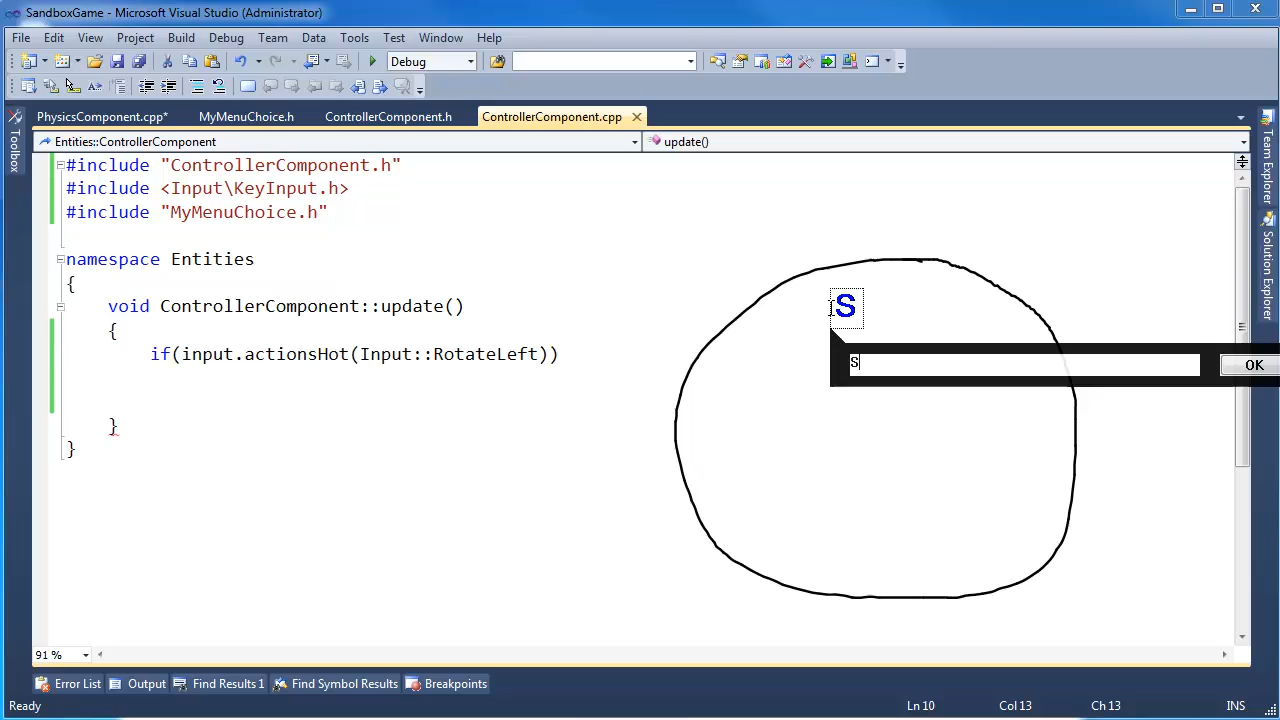 SandboxGame - Microsoft Visual Studio (Administrator)
File Edit View Project Build Debug Team Data Tools Test Window Help
Debug
PhysicsComponent.cpp* MyMenuChoice.h ControllerComponent.h ControllerComponent.cpp
Entities::ControllerComponent update()
#include "ControllerComponent.h"
#include <Input\KeyInput.h>
#include "MyMenuChoice.h"
namespace Entities
{
void ControllerComponent::update()
{
if(input.actionsHot(Input::RotateLeft))
}
}
S
S OK
Toolbox
Team Explorer
Solution Explorer
91 %
Error List Output Find Results 1 Find Symbol Results Breakpoints
Ready Ln 10 Col 13 Ch 13 INS